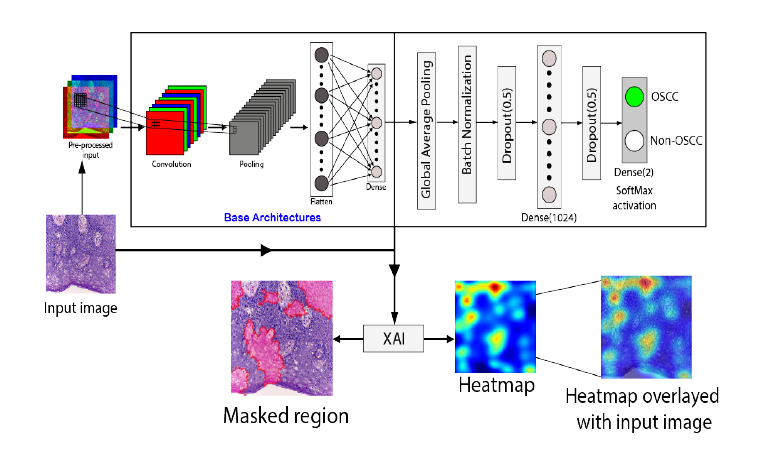 Pre-processed
input
Convolution
Pooling
Flatten
Dense
Base Architectures
Global Average Pooling
Batch Normalization
Dropout(0.5)
Dense(1024)
Dropout(0.5)
OSCC
Non-OSCC
Dense(2)
SoftMax
activation
Input image
XAI
Masked region
Heatmap
Heatmap overlayed
with input image